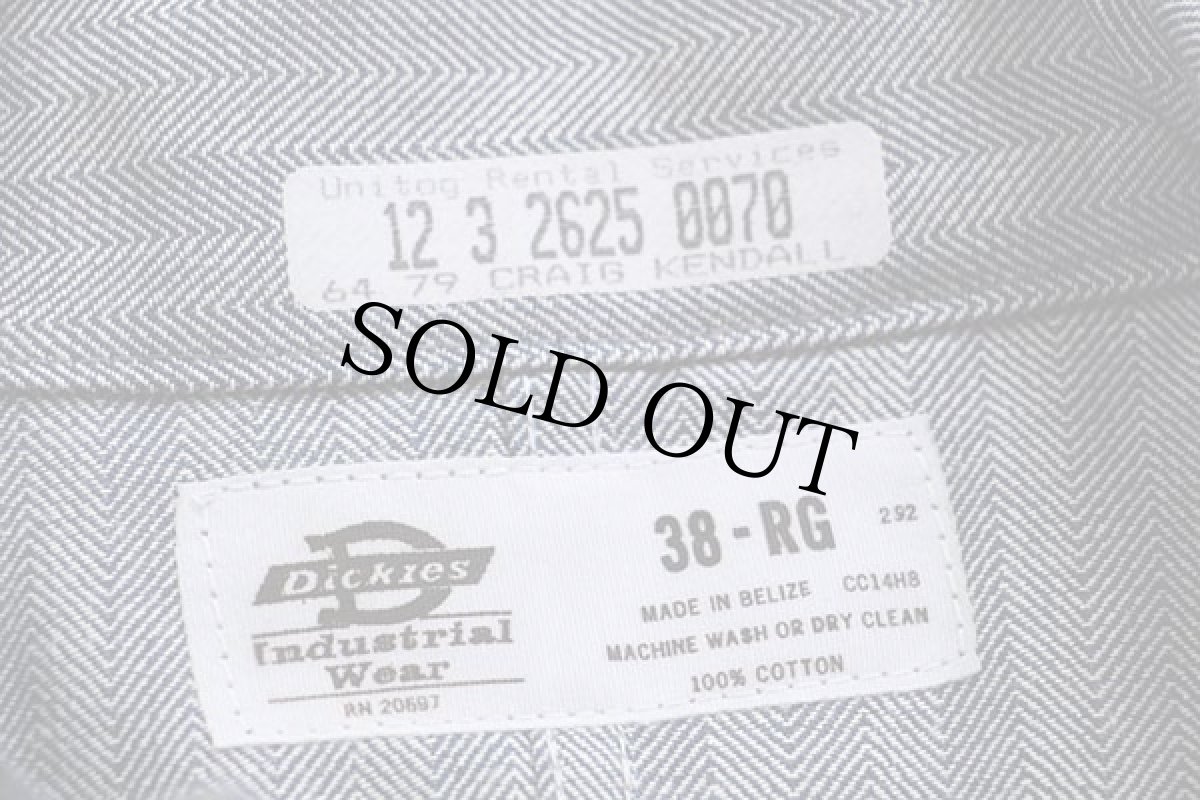 Unitog Rental Services
12 3 2625 0070
64 79 CRAIG KENDALL
SOLD OUT
Dickies
Industrial
Wear
RN 20697
38-RG 292
MADE IN BELIZE CC14H8
MACHINE WASH OR DRY CLEAN
100% COTTON